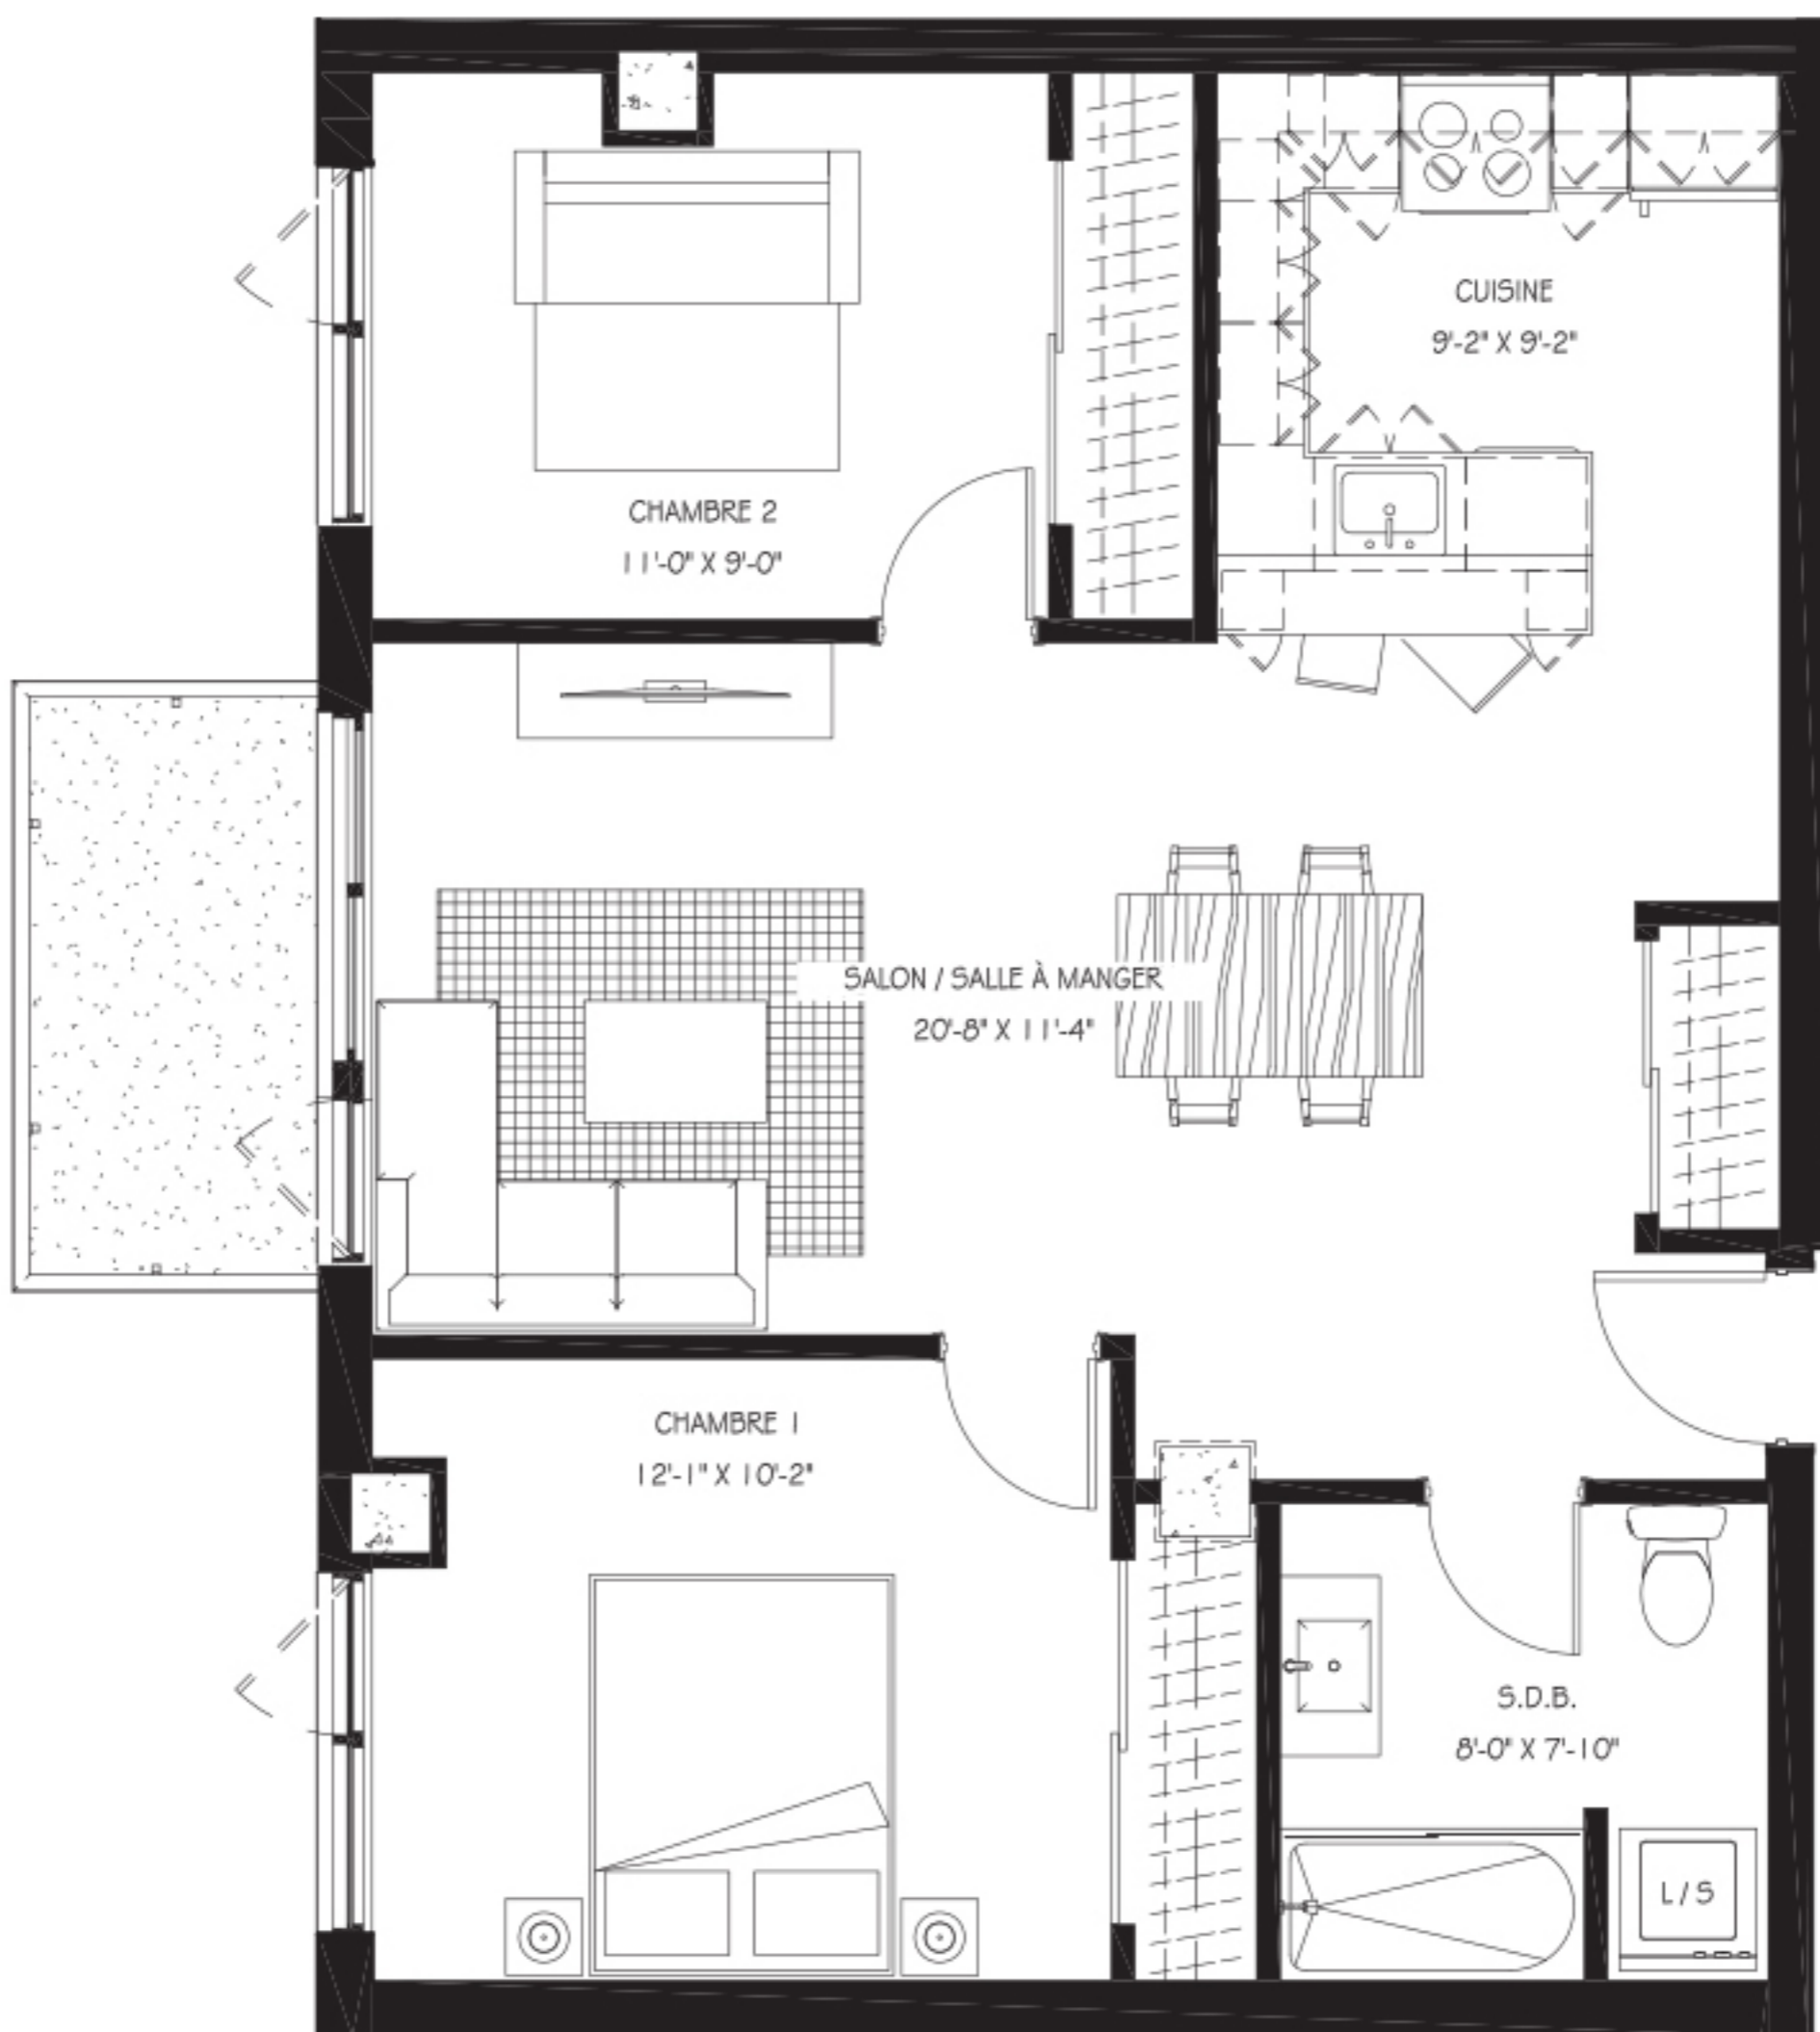 CUISINE
9'-2" X 9'-2"
CHAMBRE 2
11'-0" X 9'-0"
SALON / SALLE À MANGER
20'-8" X 11'-4"
CHAMBRE 1
12'-1" X 10'-2"
S.D.B.
8'-0" X 7'-10"
L / S